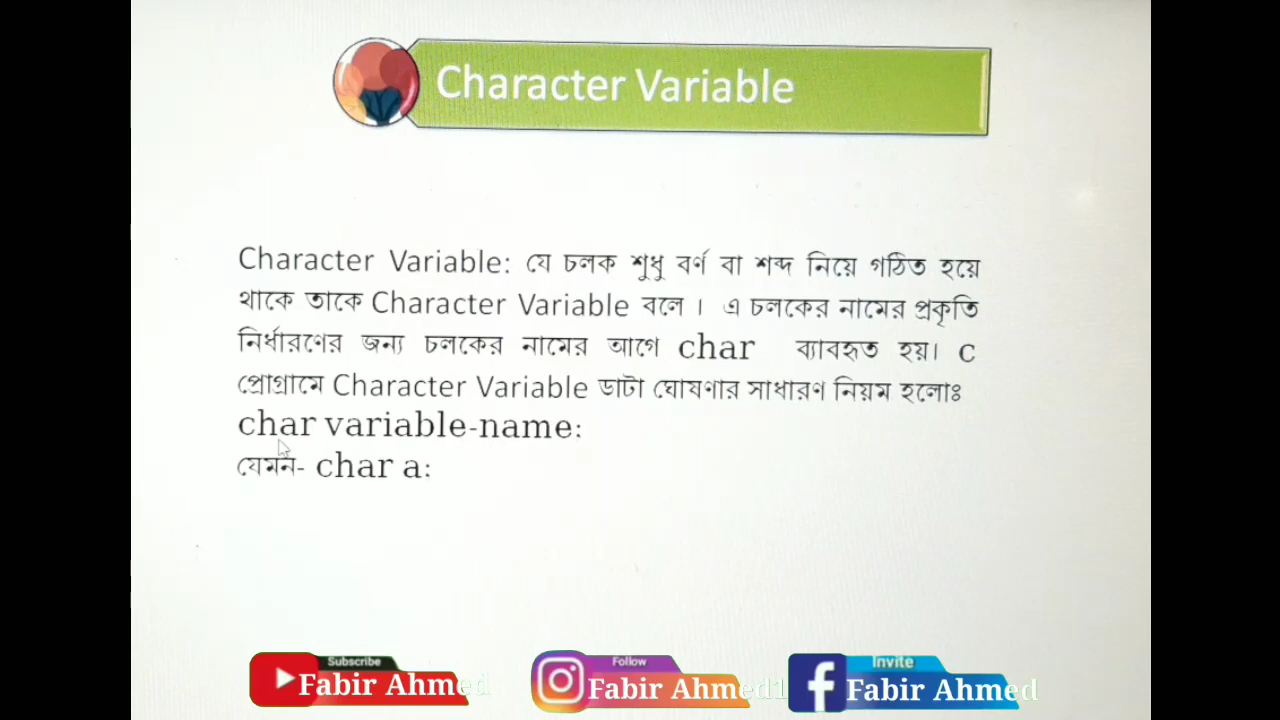 Character Variable
Character Variable: যে চলক শুধু বর্ণ বা শব্দ নিয়ে গঠিত হয়ে
থাকে তাকে Character Variable বলে । এ চলকের নামের প্রকৃতি
নির্ধারণের জন্য চলকের নামের আগে char ব্যাবহৃত হয়। C
প্রোগ্রামে Character Variable ডাটা ঘোষণার সাধারণ নিয়ম হলোঃ
char variable-name:
যেমন- char a:
Subscribe
Fabir Ahmed
Follow
Fabir Ahmed1
Invite
Fabir Ahmed